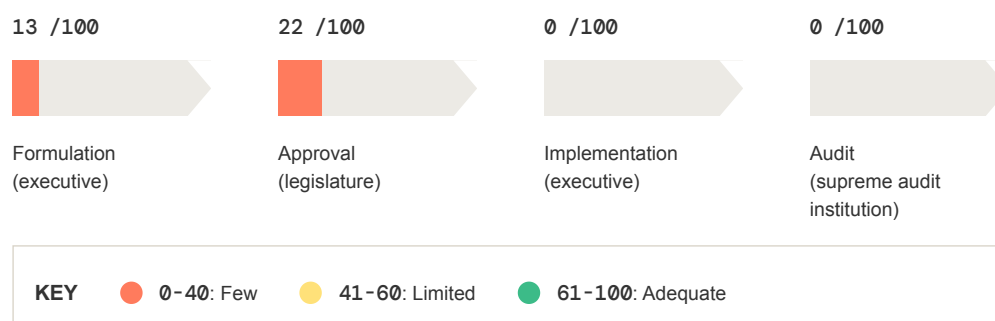 13 /100
22 /100
0 /100
0 /100
Formulation
(executive)
Approval
(legislature)
Implementation
(executive)
Audit
(supreme audit
institution)
KEY
0-40: Few
41-60: Limited
61-100: Adequate